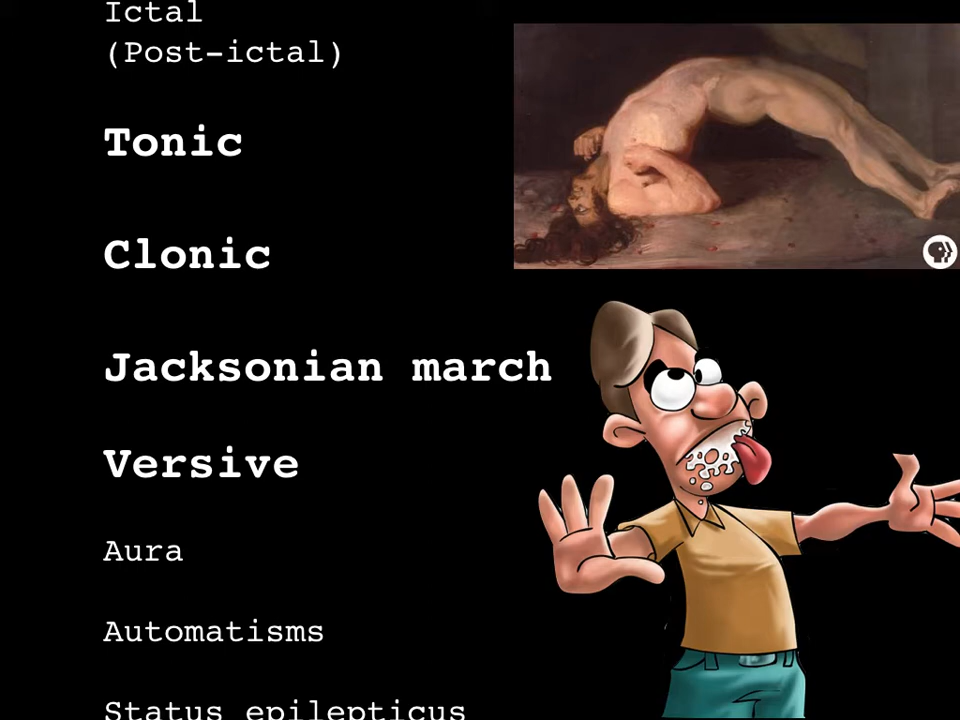 Ictal
(Post-ictal)
Tonic
Clonic
Jacksonian march
Versive
Aura
Automatisms
Status epilepticus